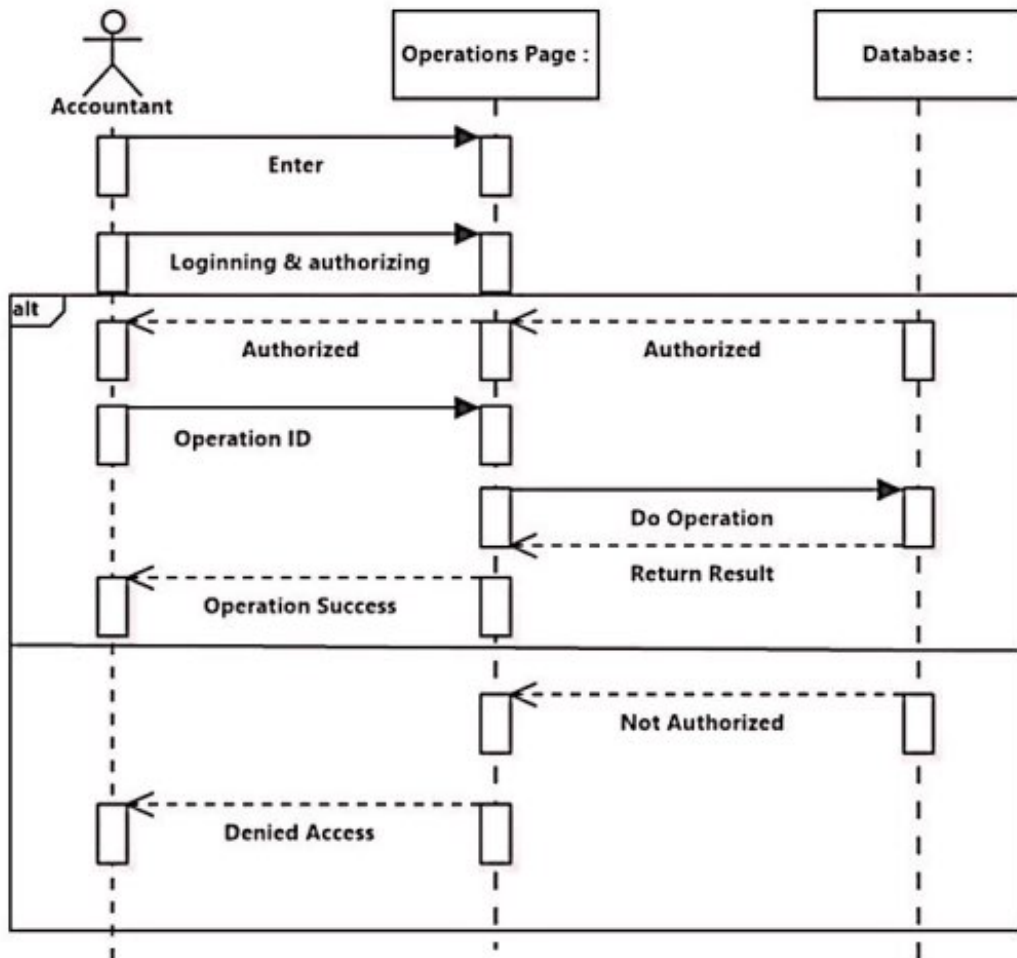 Operations Page :
Database :
Accountant
Enter
Loginning & authorizing
alt
Authorized
Authorized
Operation ID
Do Operation
Return Result
Operation Success
Not Authorized
Denied Access